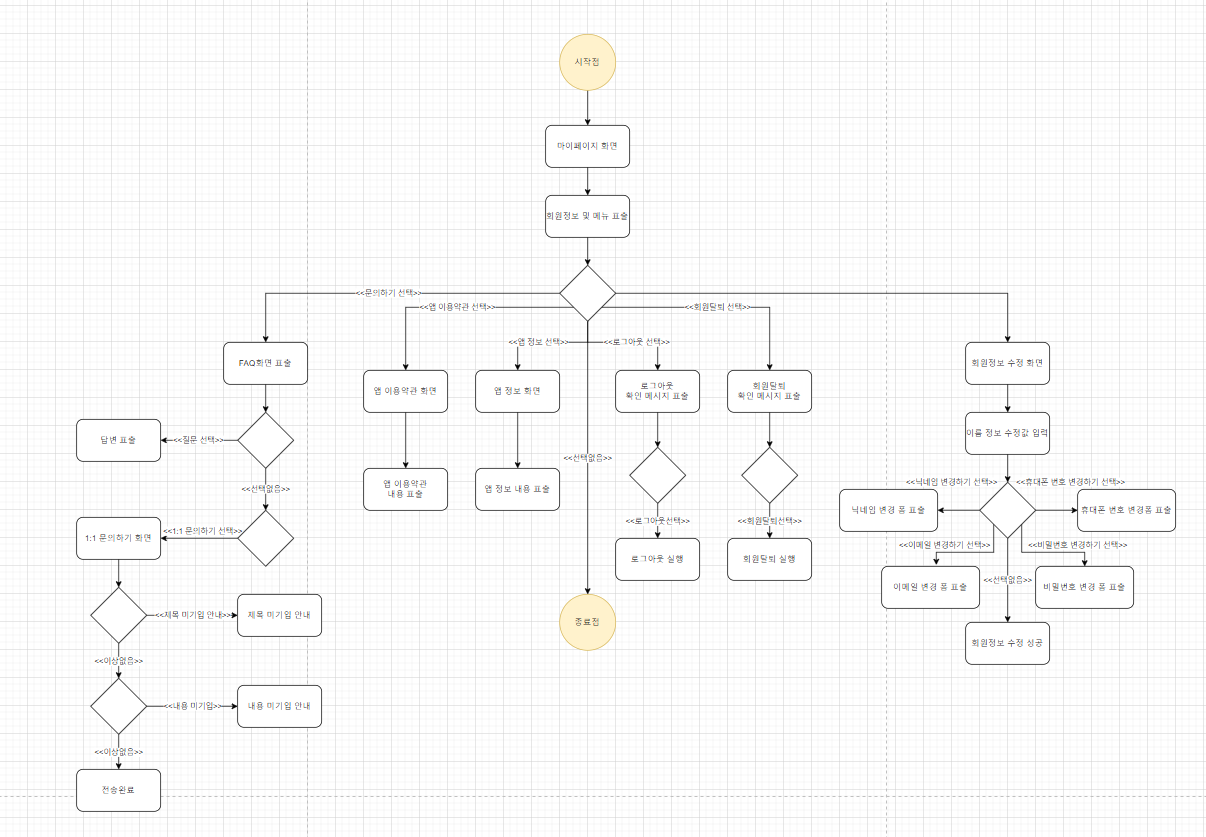 시작점
마이페이지 화면
회원정보 및 메뉴 표출
<<문의하기 선택>>
<<앱 이용약관 선택>>
<<회원탈퇴 선택>>
<<앱 정보 선택>>
<<로그아웃 선택>>
FAQ화면 표출
앱 이용약관 화면
앱 정보 화면
로그아웃
확인 메시지 표출
회원탈퇴
확인 메시지 표출
회원정보 수정 화면
답변 표출
<<질문 선택>>
이름 정보 수정값 입력
<<선택없음>>
<<선택없음>>
앱 이용약관
내용 표출
앱 정보 내용 표출
<<닉네임 변경하기 선택>>
<<휴대폰 번호 변경하기 선택>>
닉네임 변경 폼 표출
휴대폰 번호 변경폼 표출
<<로그아웃선택>>
<<회원탈퇴선택>>
1:1 문의하기 화면
<<1:1 문의하기 선택>>
<<이메일 변경하기 선택>>
<<비밀번호 변경하기 선택>>
로그아웃 실행
회원탈퇴 실행
<<선택없음>>
이메일 변경 폼 표출
비밀번호 변경 폼 표출
<<제목 미기입 안내>>
제목 미기입 안내
종료점
회원정보 수정 성공
<<이상없음>>
<<내용 미기입>>
내용 미기입 안내
<<이상없음>>
전송완료